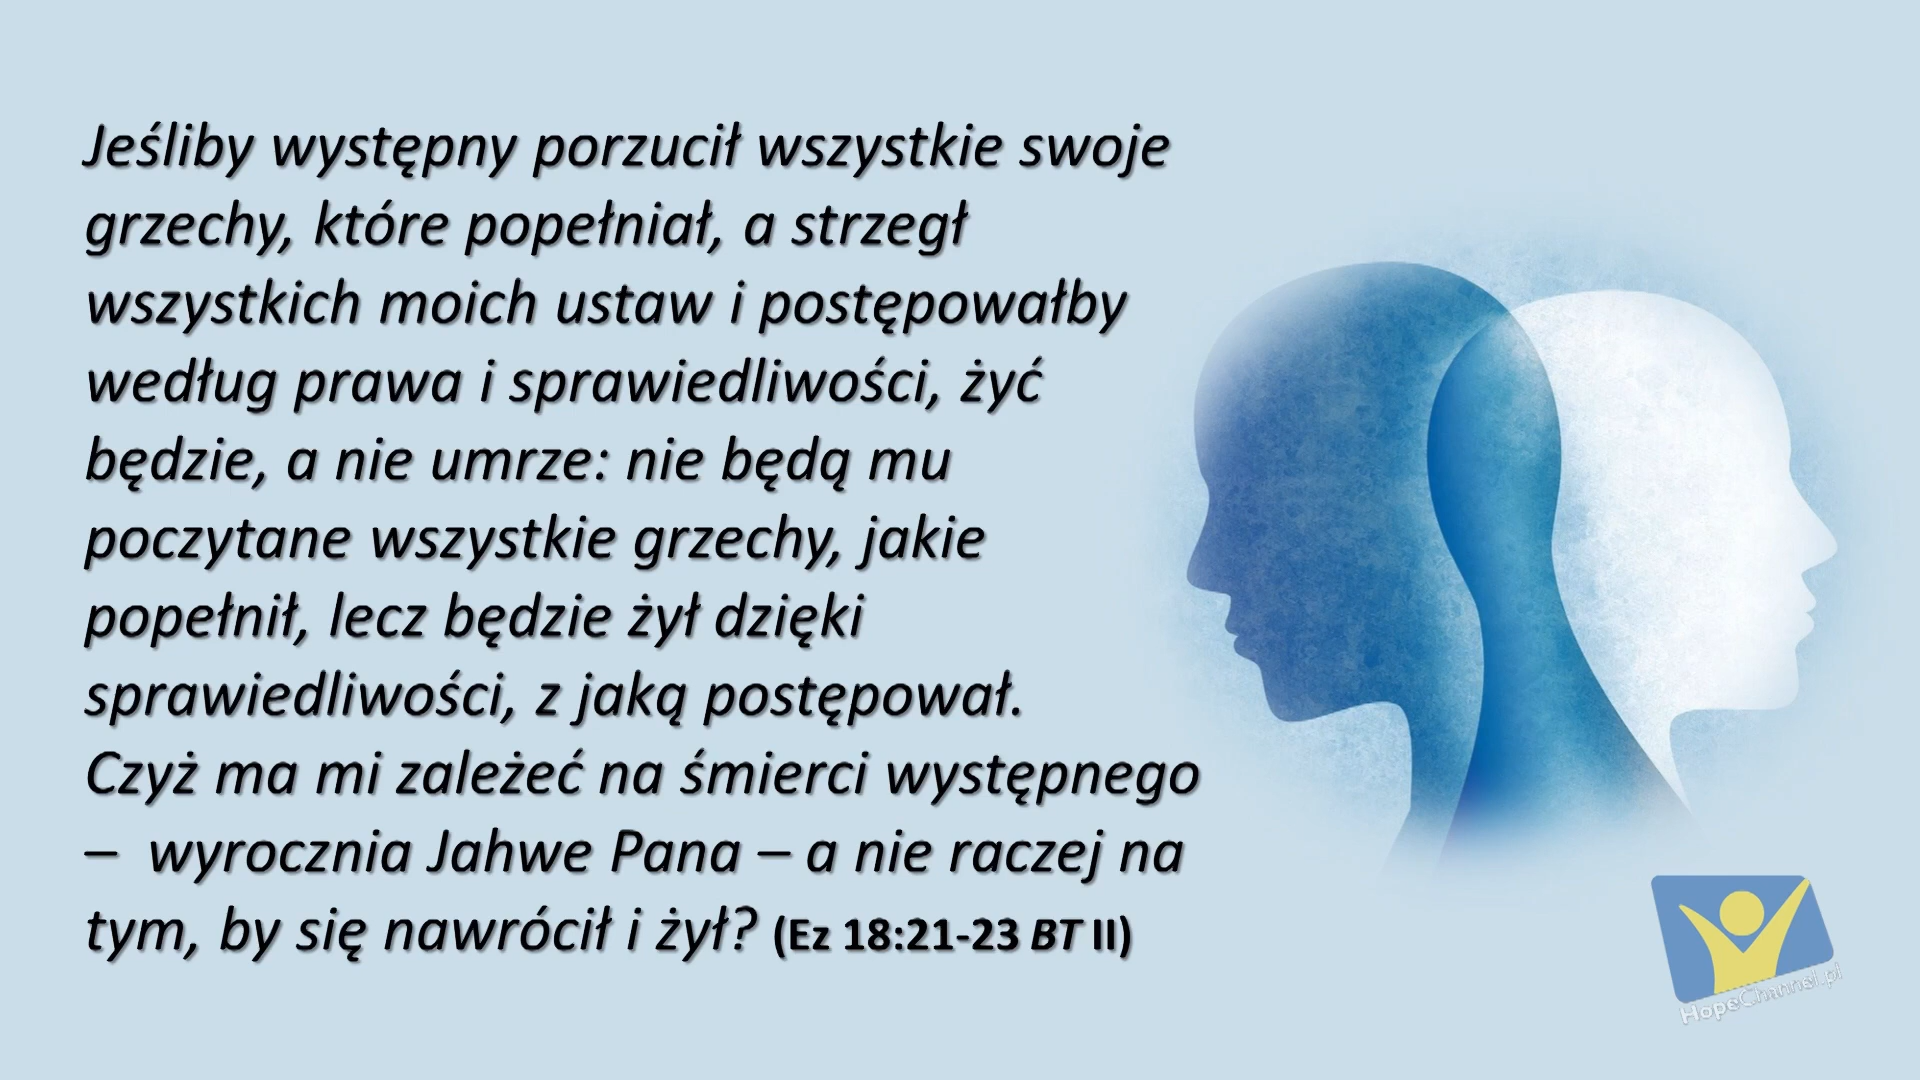 Jeśliby występny porzucił wszystkie swoje
grzechy, które popełniał, a strzegł
wszystkich moich ustaw i postępowałby
według prawa i sprawiedliwości, żyć
będzie, a nie umrze: nie będą mu
poczytane wszystkie grzechy, jakie
popełnił, lecz będzie żył dzięki
sprawiedliwości, z jaką postępował.
Czyż ma mi zależeć na śmierci występnego
– wyrocznia Jahwe Pana – a nie raczej na
tym, by się nawrócił i żył? (Ez 18:21-23 BT II)
HopeChannel.pl